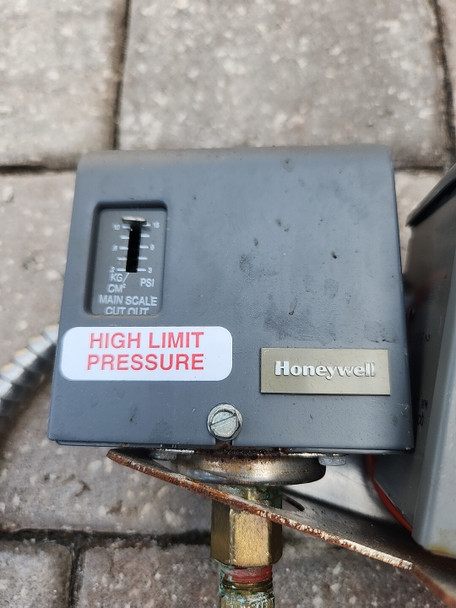 KG/
CM²
PSI
MAIN SCALE
CUT OUT
HIGH LIMIT
PRESSURE
Honeywell